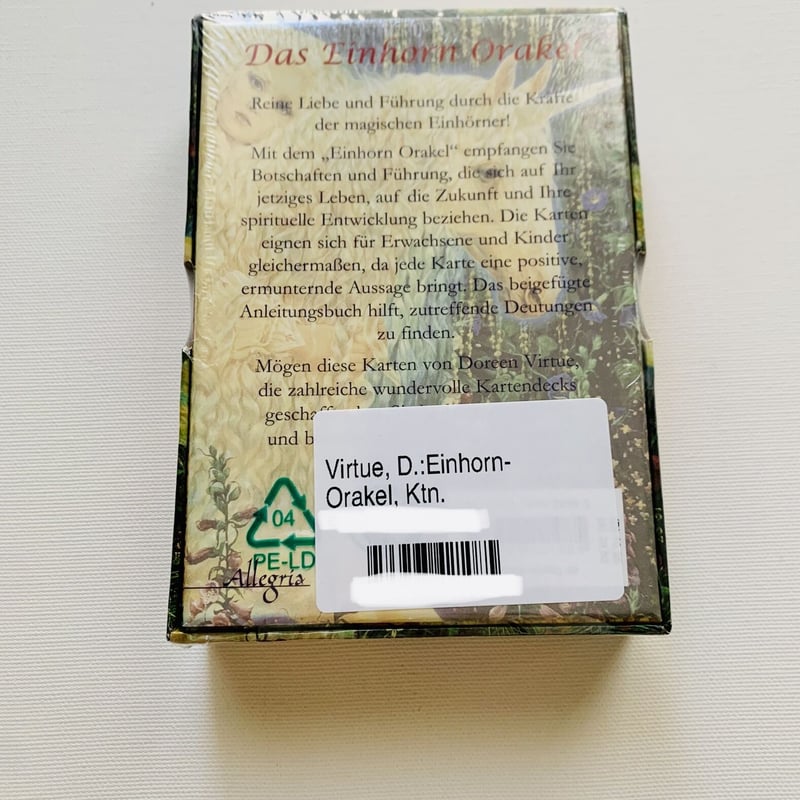 Das Einhorn Orakel
Reine Liebe und Führung durch die Kräfte
der magischen Einhörner!
Mit dem „Einhorn Orakel“ empfangen Sie
Botschaften und Führung, die sich auf Ihr
jetziges Leben, auf die Zukunft und Ihre
spirituelle Entwicklung beziehen. Die Karten
eignen sich für Erwachsene und Kinder
gleichermaßen, da jede Karte eine positive,
ermunternde Aussage bringt. Das beigefügte
Anleitungsbuch hilft, zutreffende Deutungen
zu finden.
Mögen diese Karten von Doreen Virtue,
die zahlreiche wundervolle Kartendecks
und
Virtue, D.:Einhorn-
Orakel, Ktn.
04
PE-LD
Allegria